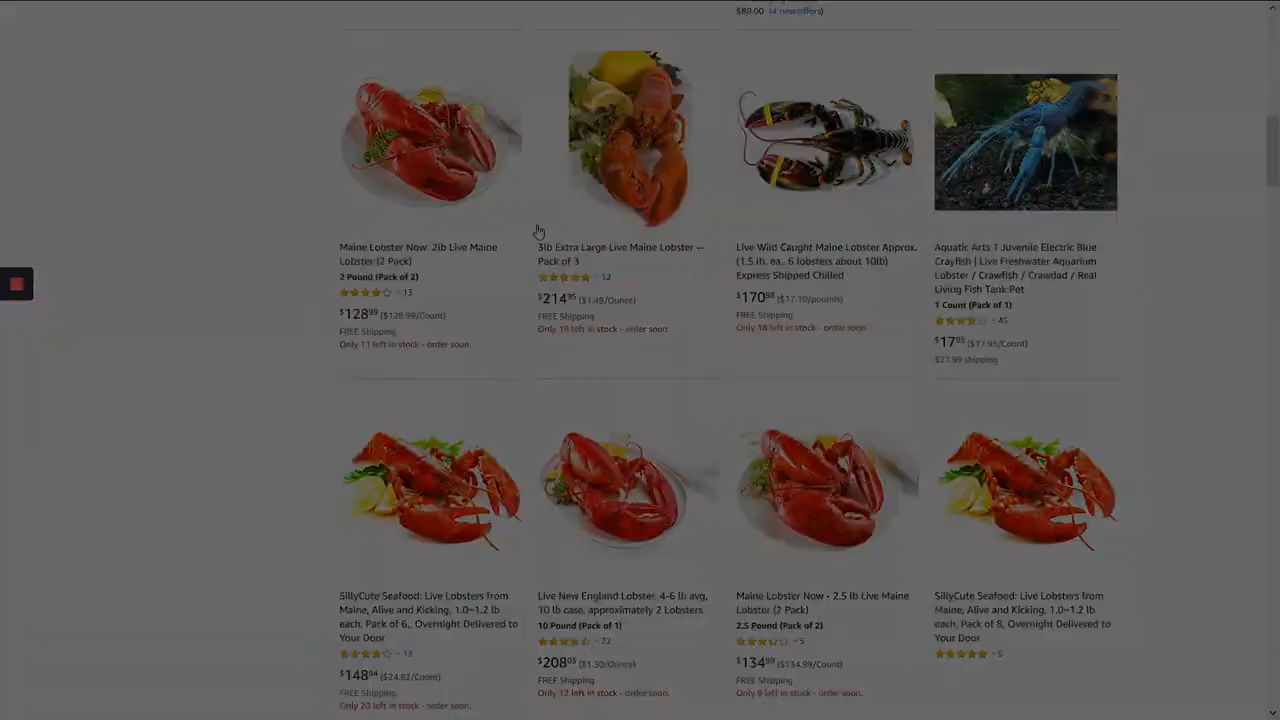 $89.00 (4 new offers)
Maine Lobster Now: 2lb Live Maine
Lobster (2 Pack)
2 Pound (Pack of 2)
13
$128.99 ($128.99/Count)
FREE Shipping
Only 11 left in stock - order soon.
3lb Extra Large Live Maine Lobster --
Pack of 3
12
$214.95 ($1.49/Ounce)
FREE Shipping
Only 19 left in stock - order soon.
Live Wild Caught Maine Lobster Approx.
(1.5 lb. ea., 6 lobsters about 10lb)
Express Shipped Chilled
$170.98 ($17.10/pounds)
FREE Shipping
Only 18 left in stock - order soon.
Aquatic Arts 1 Juvenile Electric Blue
Crayfish | Live Freshwater Aquarium
Lobster / Crawfish / Crawdad / Real
Living Fish Tank Pet
1 Count (Pack of 1)
45
$17.95 ($17.95/Count)
$27.99 shipping
SillyCute Seafood: Live Lobsters from
Maine, Alive and Kicking, 1.0-1.2 lb
each, Pack of 6,, Overnight Delivered to
Your Door
13
$148.94 ($24.82/Count)
FREE Shipping
Only 20 left in stock - order soon.
Live New England Lobster, 4-6 lb avg,
10 lb case, approximately 2 Lobsters
10 Pound (Pack of 1)
72
$208.03 ($1.30/Ounce)
FREE Shipping
Only 12 left in stock - order soon.
Maine Lobster Now - 2.5 lb Live Maine
Lobster (2 Pack)
2.5 Pound (Pack of 2)
5
$134.99 ($134.99/Count)
FREE Shipping
Only 9 left in stock - order soon.
SillyCute Seafood: Live Lobsters from
Maine, Alive and Kicking, 1.0-1.2 lb
each, Pack of 8, Overnight Delivered to
Your Door
5